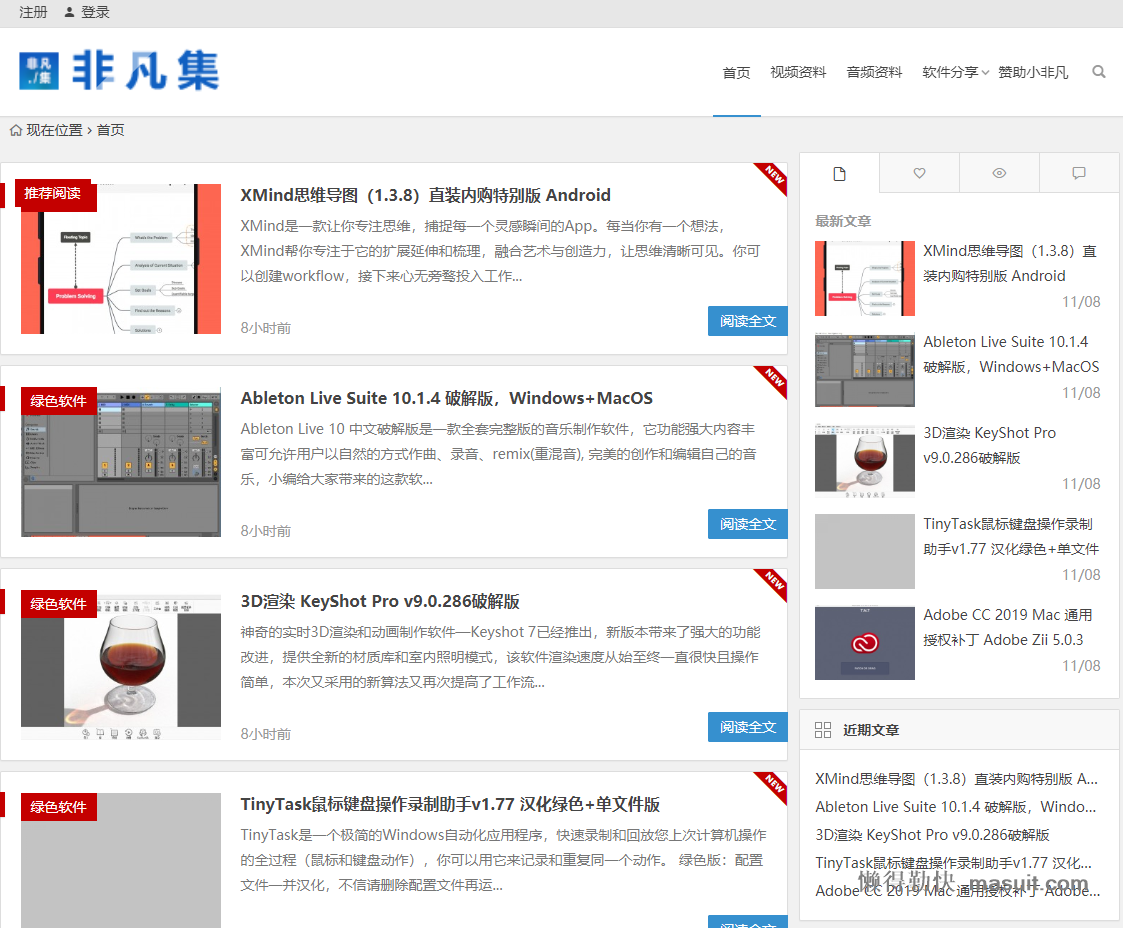 注册 登录
非凡集
非凡
./集
首页 视频资料 音频资料 软件分享 赞助小非凡
现在位置 › 首页
推荐阅读
NEW
XMind思维导图（1.3.8）直装内购特别版 Android
XMind是一款让你专注思维，捕捉每一个灵感瞬间的App。每当你有一个想法，
XMind帮你专注于它的扩展延伸和梳理，融合艺术与创造力，让思维清晰可见。你可
以创建workflow，接下来心无旁骛投入工作...
8小时前
阅读全文
Floating Topic
Problem Solving
What's the Problem
Analysis of Current Situation
Set Goals
Find out the Reasons
Solutions
绿色软件
NEW
Ableton Live Suite 10.1.4 破解版，Windows+MacOS
Ableton Live 10 中文破解版是一款全套完整版的音乐制作软件，它功能强大内容丰
富可允许用户以自然的方式作曲、录音、remix(重混音), 完美的创作和编辑自己的音
乐，小编给大家带来的这款软...
8小时前
阅读全文
绿色软件
NEW
3D渲染 KeyShot Pro v9.0.286破解版
神奇的实时3D渲染和动画制作软件—Keyshot 7已经推出，新版本带来了强大的功能
改进，提供全新的材质库和室内照明模式，该软件渲染速度从始至终一直很快且操作
简单，本次又采用的新算法又再次提高了工作流...
8小时前
阅读全文
绿色软件
NEW
TinyTask鼠标键盘操作录制助手v1.77 汉化绿色+单文件版
TinyTask是一个极简的Windows自动化应用程序，快速录制和回放您上次计算机操作
的全过程（鼠标和键盘动作），你可以用它来记录和重复同一个动作。 绿色版：配置
文件一并汉化，不信请删除配置文件再运...
阅读全文
最新文章
XMind思维导图（1.3.8）直
装内购特别版 Android
11/08
Ableton Live Suite 10.1.4
破解版，Windows+MacOS
11/08
3D渲染 KeyShot Pro
v9.0.286破解版
11/08
TinyTask鼠标键盘操作录制
助手v1.77 汉化绿色+单文件
11/08
Adobe CC 2019 Mac 通用
授权补丁 Adobe Zii 5.0.3
11/08
近期文章
XMind思维导图（1.3.8）直装内购特别版 A...
Ableton Live Suite 10.1.4 破解版，Windo...
3D渲染 KeyShot Pro v9.0.286破解版
TinyTask鼠标键盘操作录制助手v1.77 汉化...
Adobe CC 2019 Mac 通用授权补丁 Adobe...
懒得勤快_masuit.com